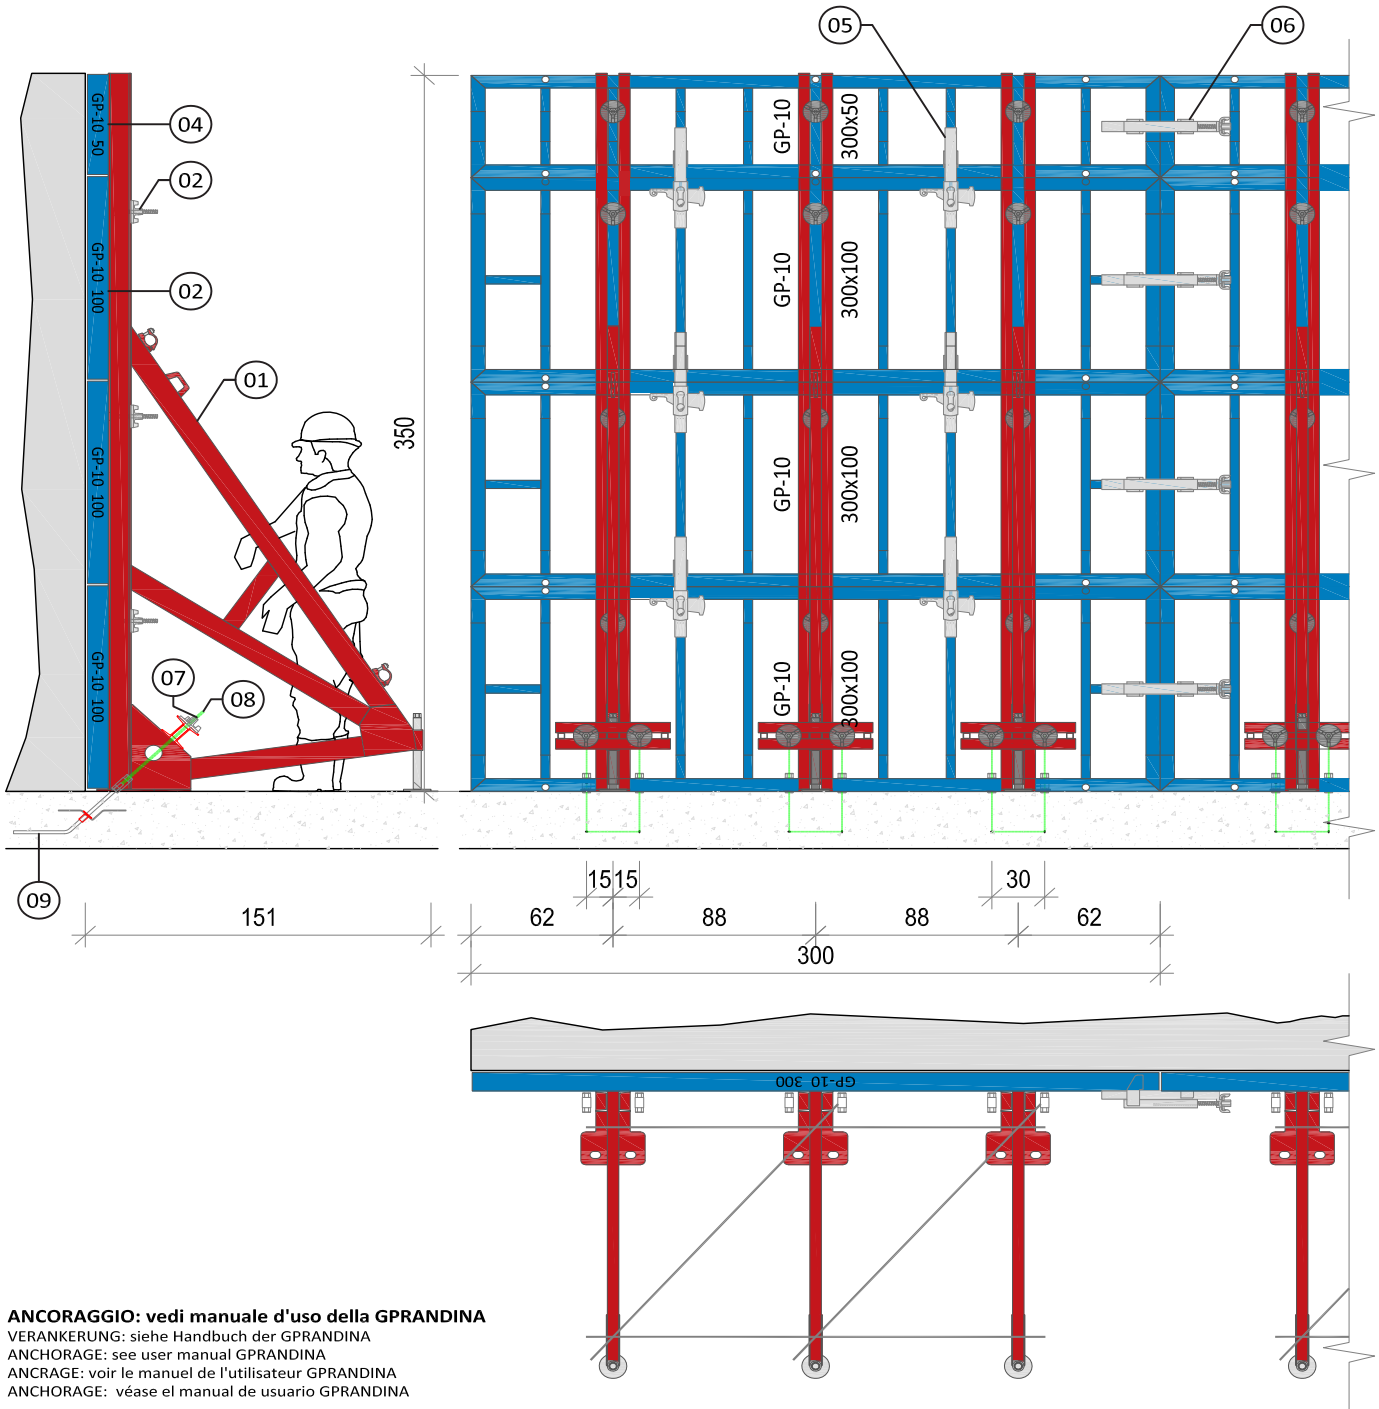 05
06
GP-10 50
04
02
GP-10 100
02
01
GP-10 100
GP-10 100
07
08
09
350
GP-10
300x50
GP-10
300x100
GP-10
300x100
GP-10
300x100
15 15
30
151
62
88
88
62
300
GP-10 300
ANCORAGGIO: vedi manuale d'uso della GPRANDINA
VERANKERUNG: siehe Handbuch der GPRANDINA
ANCHORAGE: see user manual GPRANDINA
ANCRAGE: voir le manuel de l'utilisateur GPRANDINA
ANCHORAGE: véase el manual de usuario GPRANDINA